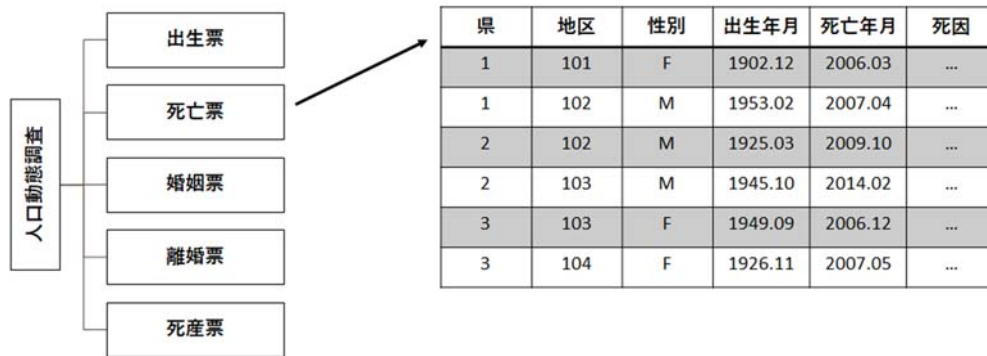 人口動態調査
出生票
死亡票
婚姻票
離婚票
死産票
県 地区 性別 出生年月 死亡年月 死因
1 101 F 1902.12 2006.03 ...
1 102 M 1953.02 2007.04 ...
2 102 M 1925.03 2009.10 ...
2 103 M 1945.10 2014.02 ...
3 103 F 1949.09 2006.12 ...
3 104 F 1926.11 2007.05 ...